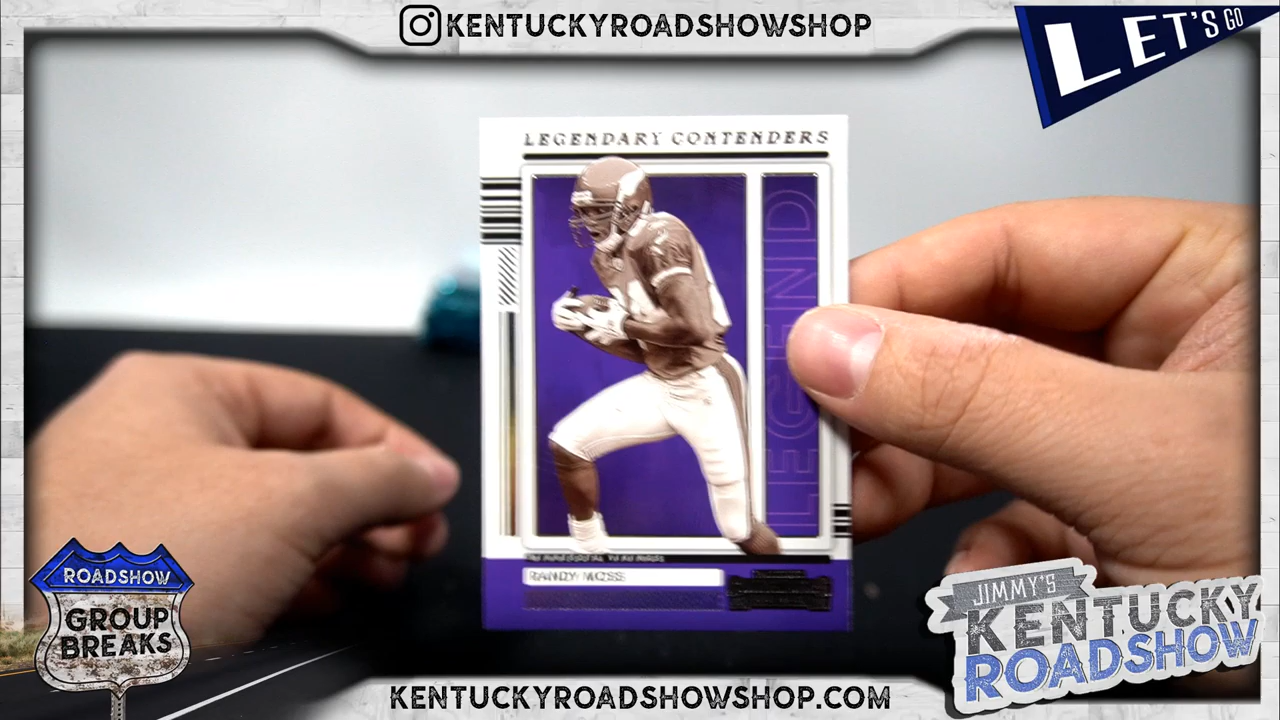 KENTUCKYROADSHOWSHOP
LET'S GO
LEGENDARY CONTENDERS
LEGEND
RANDY MOSS
ROADSHOW
GROUP
BREAKS
JIMMY'S
KENTUCKY
ROADSHOW
KENTUCKYROADSHOWSHOP.COM